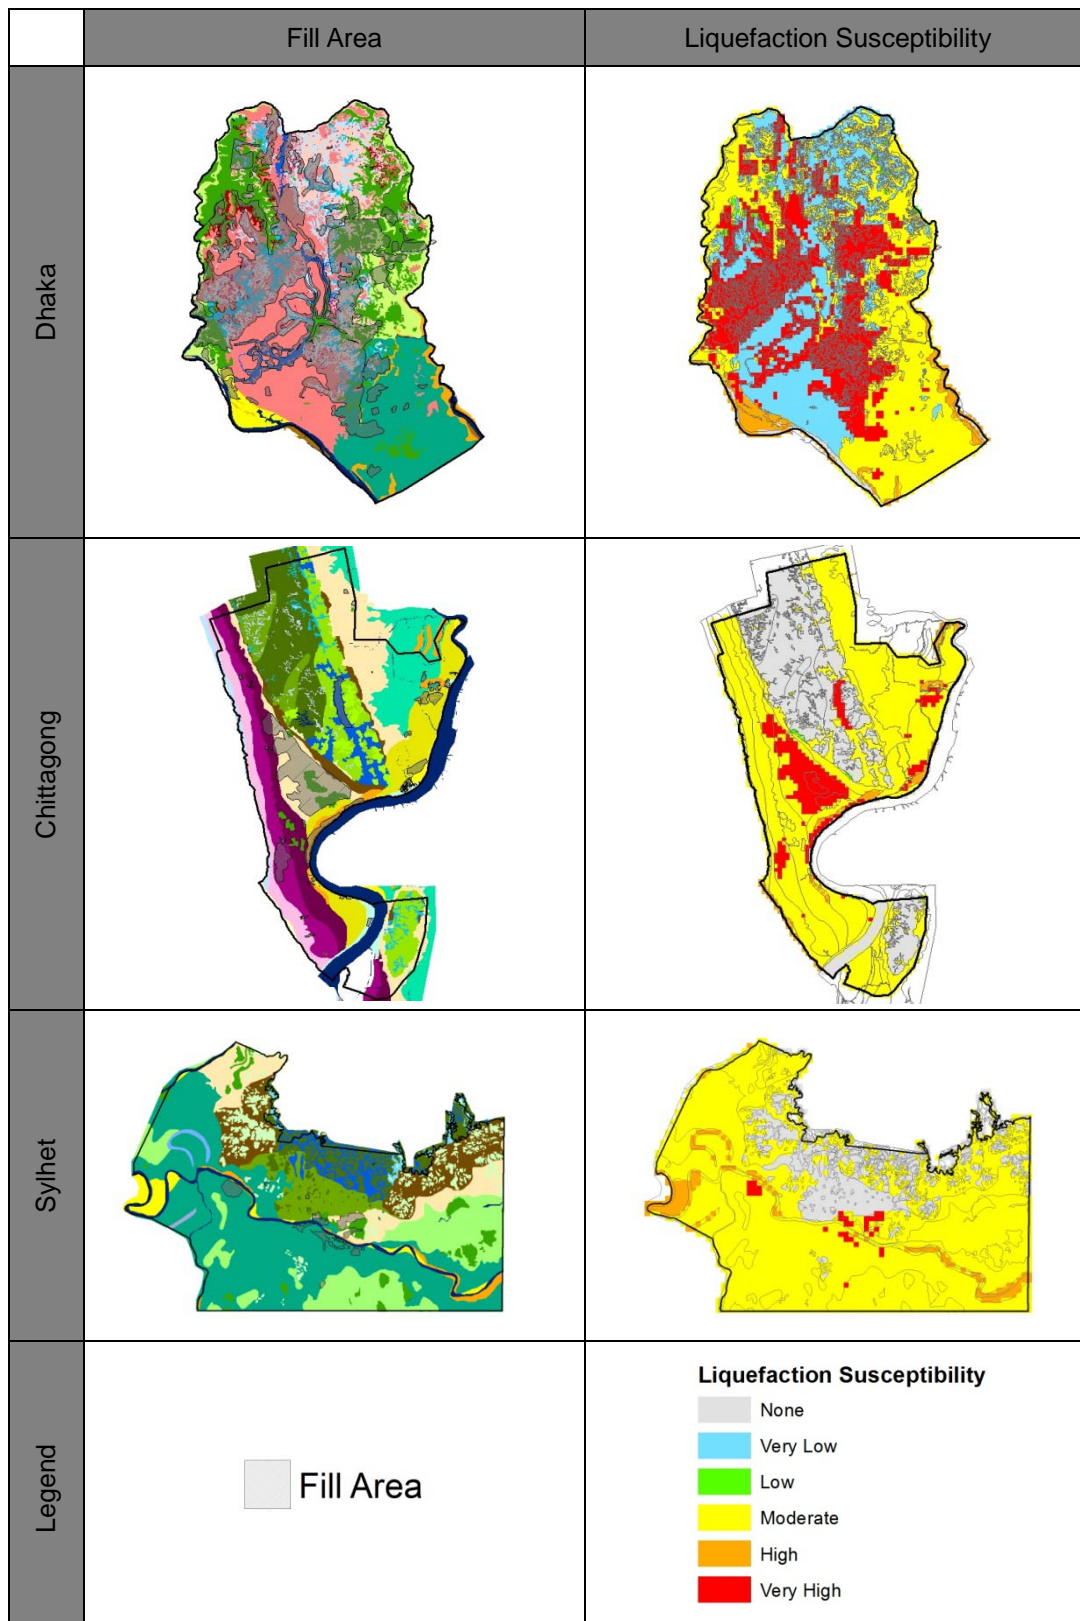 Fill Area
Liquefaction Susceptibility
Dhaka
Chittagong
Sylhet
Legend
Fill Area
Liquefaction Susceptibility
None
Very Low
Low
Moderate
High
Very High